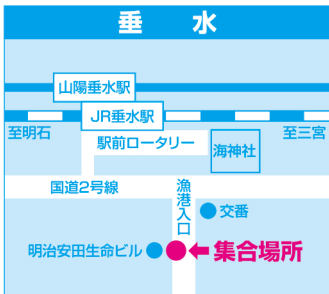 垂水
山陽垂水駅
JR垂水駅
至明石
駅前ロータリー
海神社
至三宮
国道2号線
漁港入口
交番
明治安田生命ビル
集合場所